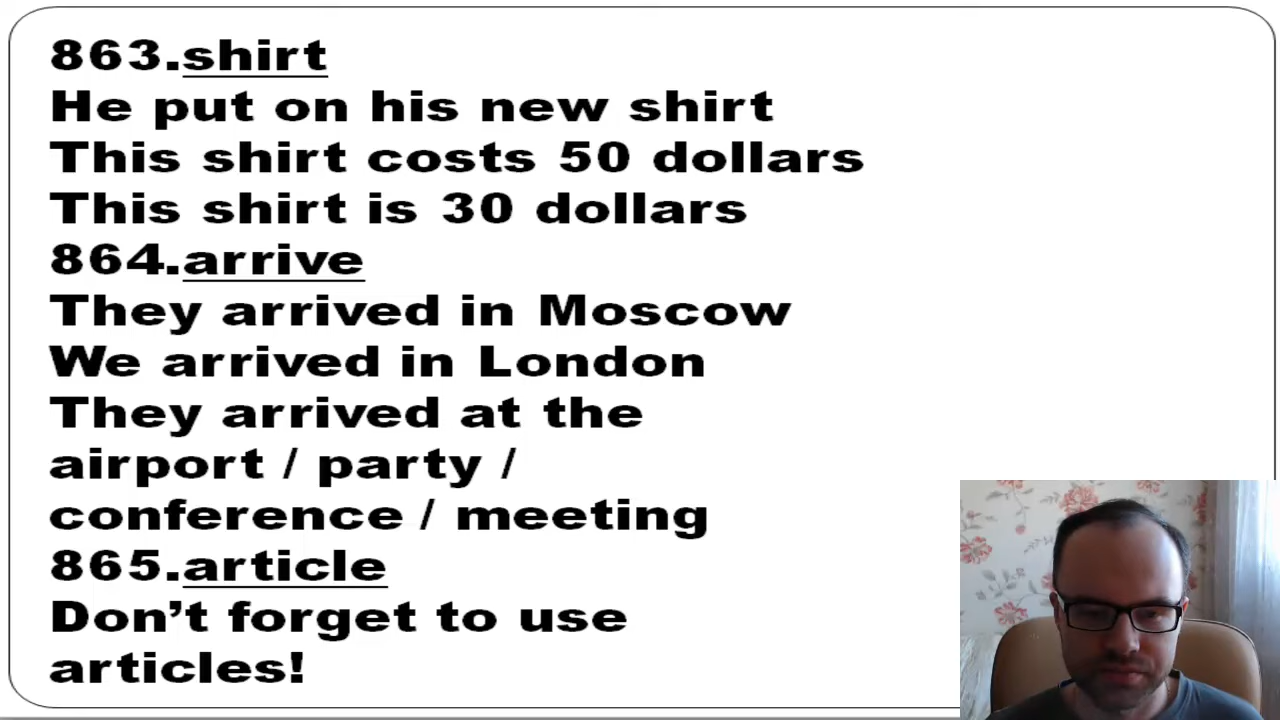 863.shirt
He put on his new shirt
This shirt costs 50 dollars
This shirt is 30 dollars
864.arrive
They arrived in Moscow
We arrived in London
They arrived at the
airport / party /
conference / meeting
865.article
Don’t forget to use
articles!